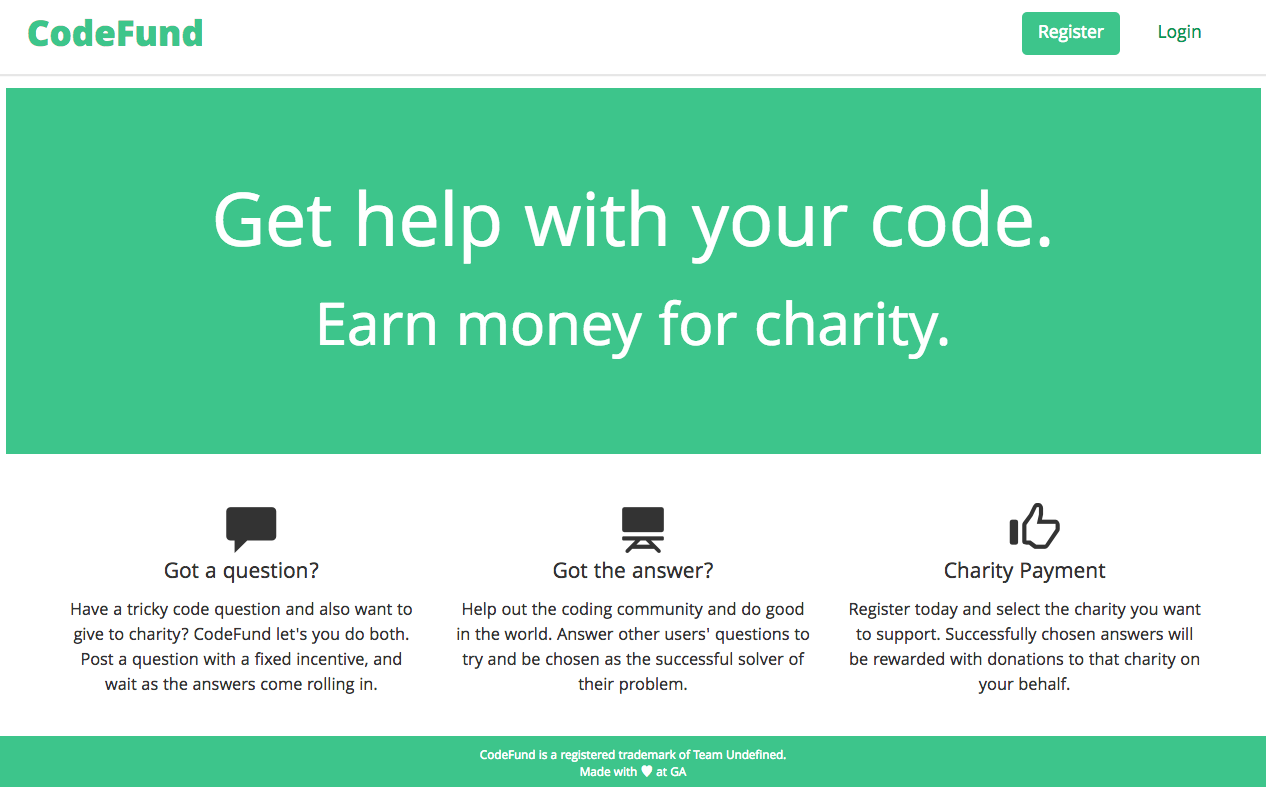 CodeFund
Register
Login
Get help with your code.
Earn money for charity.
Got a question?
Have a tricky code question and also want to
give to charity? CodeFund let's you do both.
Post a question with a fixed incentive, and
wait as the answers come rolling in.
Got the answer?
Help out the coding community and do good
in the world. Answer other users' questions to
try and be chosen as the successful solver of
their problem.
Charity Payment
Register today and select the charity you want
to support. Successfully chosen answers will
be rewarded with donations to that charity on
your behalf.
CodeFund is a registered trademark of Team Undefined.
Made with ♥ at GA